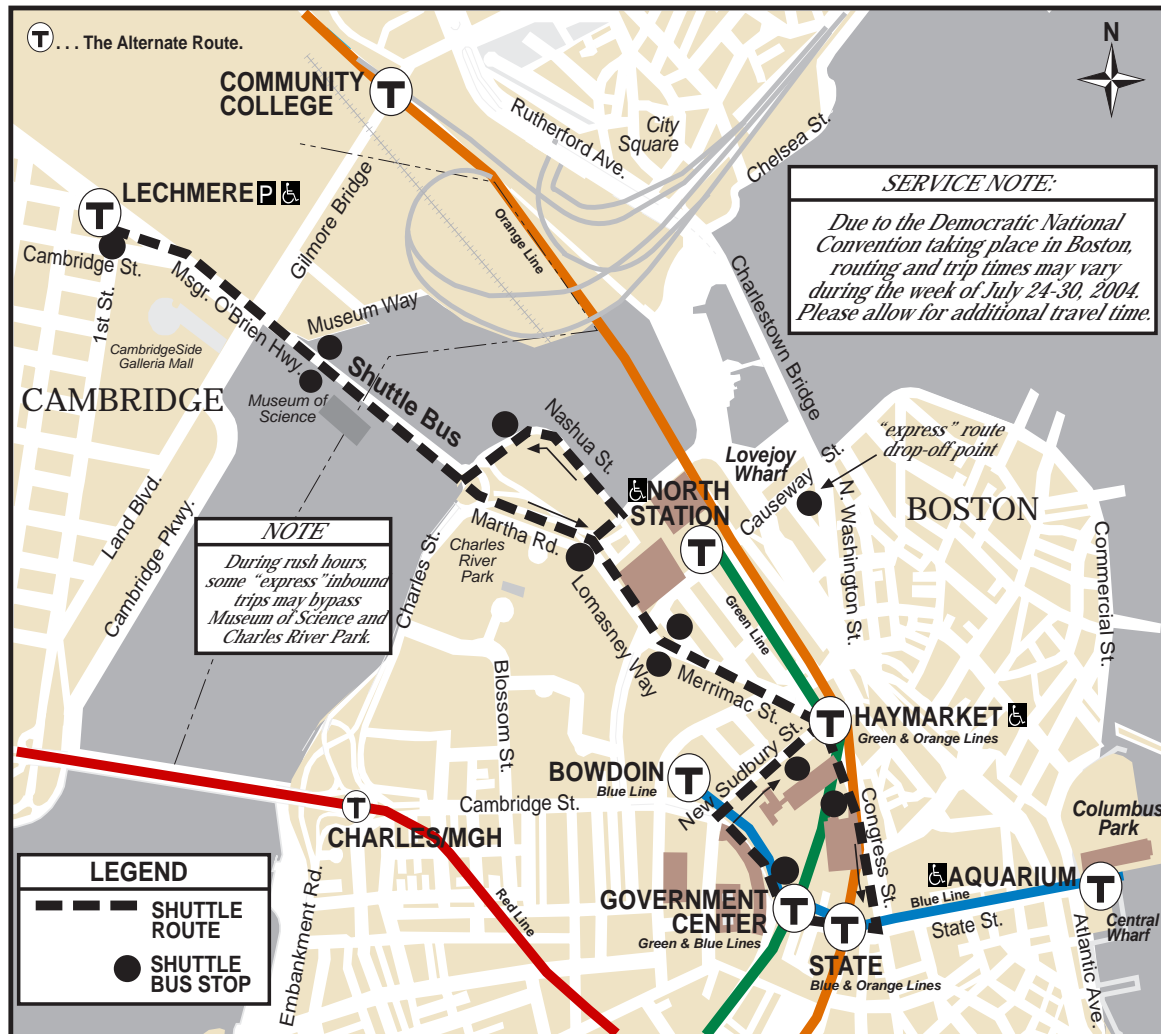 T . . . The Alternate Route.
N
COMMUNITY
COLLEGE
T
Rutherford Ave.
City
Square
Chelsea St.
LECHMERE P
T
Gilmore Bridge
Orange Line
SERVICE NOTE:
Due to the Democratic National
Convention taking place in Boston,
routing and trip times may vary
during the week of July 24-30, 2004.
Please allow for additional travel time.
Cambridge St.
1st St.
Msgr. O'Brien Hwy.
Museum Way
Charlestown Bridge
CambridgeSide
Galleria Mall
CAMBRIDGE
Museum of
Science
Shuttle Bus
Nashua St.
Lovejoy
Wharf
"express" route
drop-off point
Causeway St.
N. Washington St.
BOSTON
NORTH
STATION
T
Land Blvd.
Cambridge Pkwy.
NOTE
During rush hours,
some "express" inbound
trips may bypass
Museum of Science and
Charles River Park.
Charles St.
Martha Rd.
Charles
River
Park
Lomasney Way
Green Line
Commercial St.
Blossom St.
Merrimac St.
T
HAYMARKET
Green & Orange Lines
BOWDOIN
Blue Line
T
New Sudbury St.
Cambridge St.
Congress St.
T
CHARLES/MGH
Columbus
Park
LEGEND
SHUTTLE
ROUTE
SHUTTLE
BUS STOP
Embankment Rd.
Red Line
GOVERNMENT
CENTER
Green & Blue Lines
T
T
STATE
Blue & Orange Lines
AQUARIUM
T
Blue Line
State St.
Central
Wharf
Atlantic Ave.